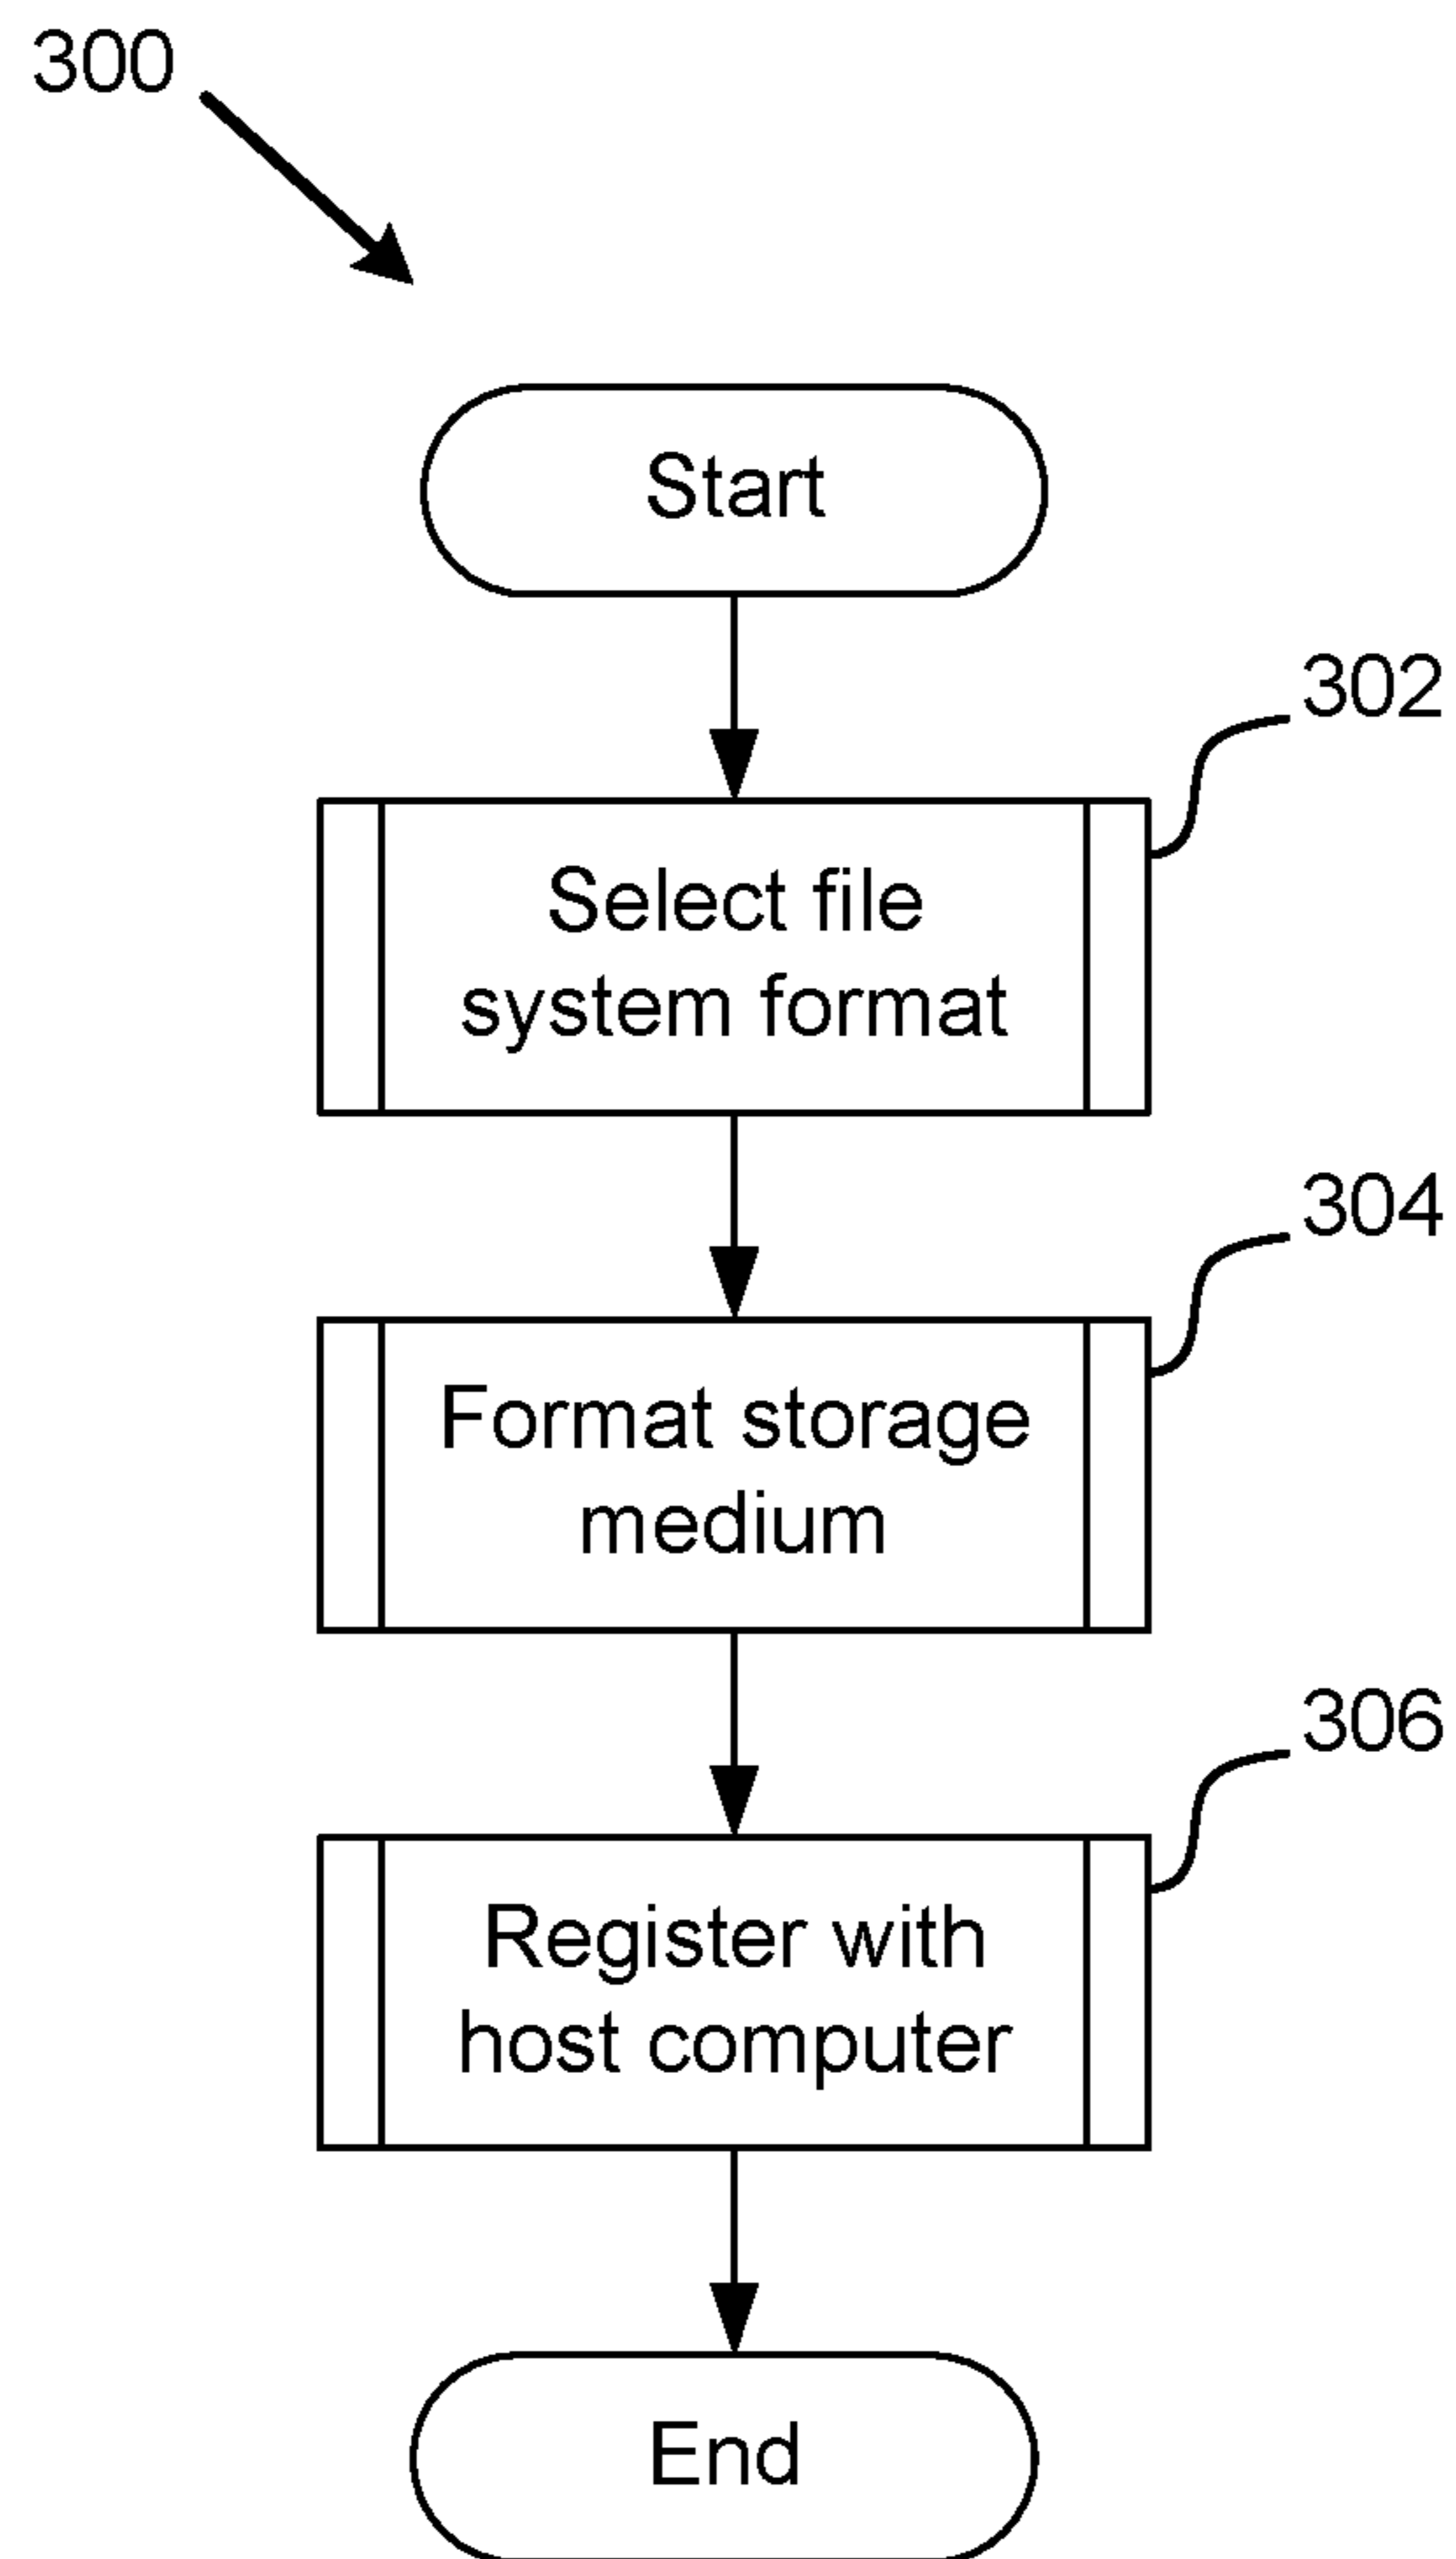 300
Start
302
Select file
system format
304
Format storage
medium
306
Register with
host computer
End